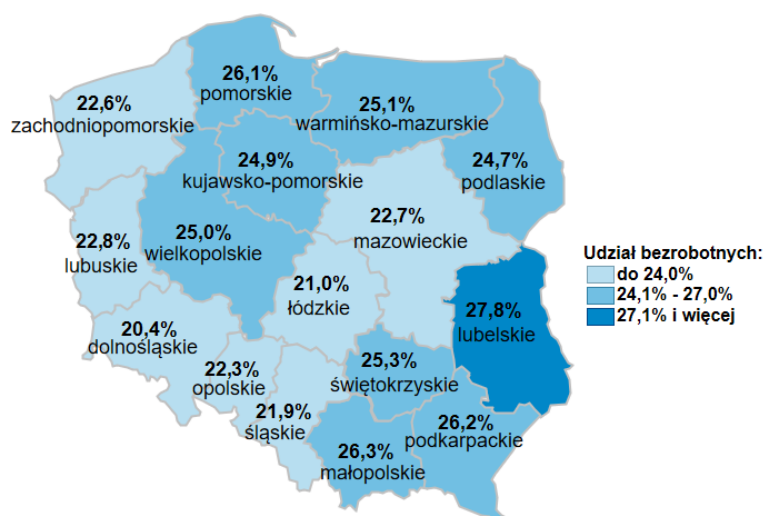 26,1%
pomorskie
22,6%
zachodniopomorskie
25,1%
warmińsko-mazurskie
24,9%
kujawsko-pomorskie
24,7%
podlaskie
25,0%
wielkopolskie
22,7%
mazowieckie
22,8%
lubuskie
21,0%
łódzkie
27,8%
lubelskie
20,4%
dolnośląskie
22,3%
opolskie
25,3%
świętokrzyskie
21,9%
śląskie
26,3%
małopolskie
26,2%
podkarpackie
Udział bezrobotnych:
do 24,0%
24,1% - 27,0%
27,1% i więcej